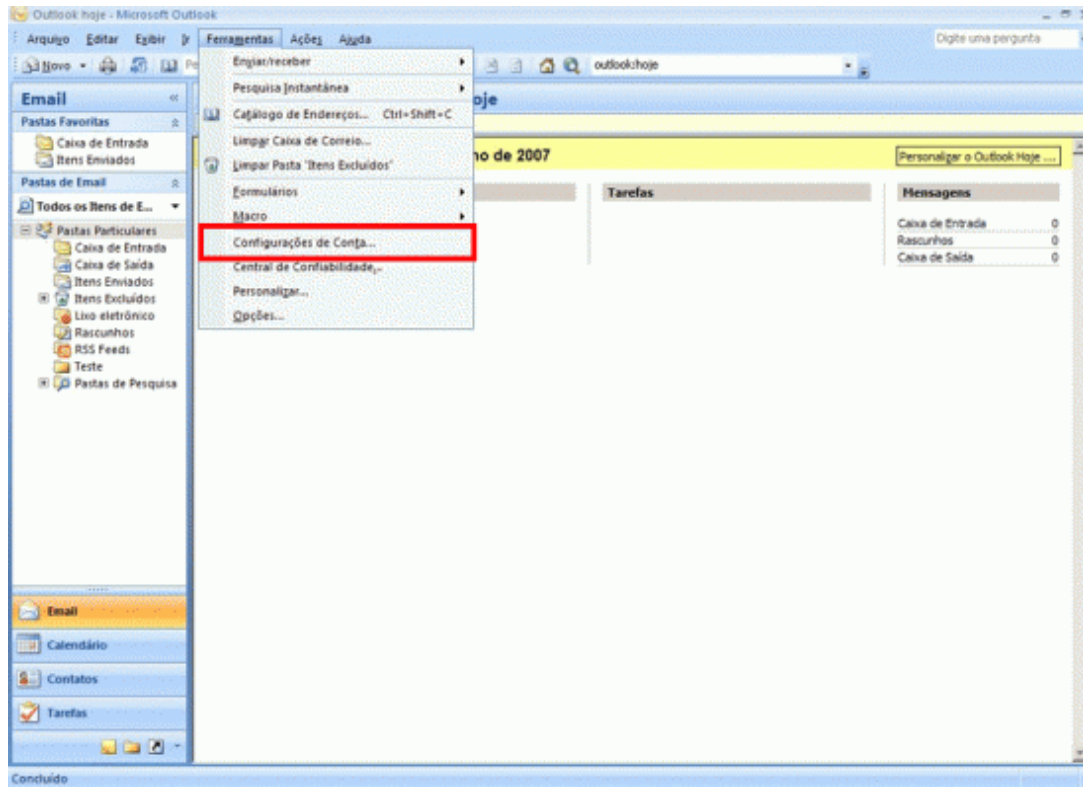 Outlook hoje - Microsoft Outlook
Arquivo Editar Exibir Ir Ferramentas Ações Ajuda Digite uma pergunta
Novo outlook:hoje
Email
Pastas Favoritas
Caixa de Entrada
Itens Enviados
Pastas de Email
Todos os Itens de E...
Pastas Particulares
Caixa de Entrada
Caixa de Saída
Itens Enviados
Itens Excluídos
Lixo eletrônico
Rascunhos
RSS Feeds
Teste
Pastas de Pesquisa
Email
Calendário
Contatos
Tarefas
Enviar/receber
Pesquisa Instantânea
Catálogo de Endereços... Ctrl+Shift+C
Limpar Caixa de Correio...
Limpar Pasta "Itens Excluídos"
Formulários
Macro
Configurações de Conta...
Central de Confiabilidade...
Personalizar...
Opções...
oje
ho de 2007
Personalizar o Outlook Hoje ...
Tarefas
Mensagens
Caixa de Entrada 0
Rascunhos 0
Caixa de Saída 0
Concluído